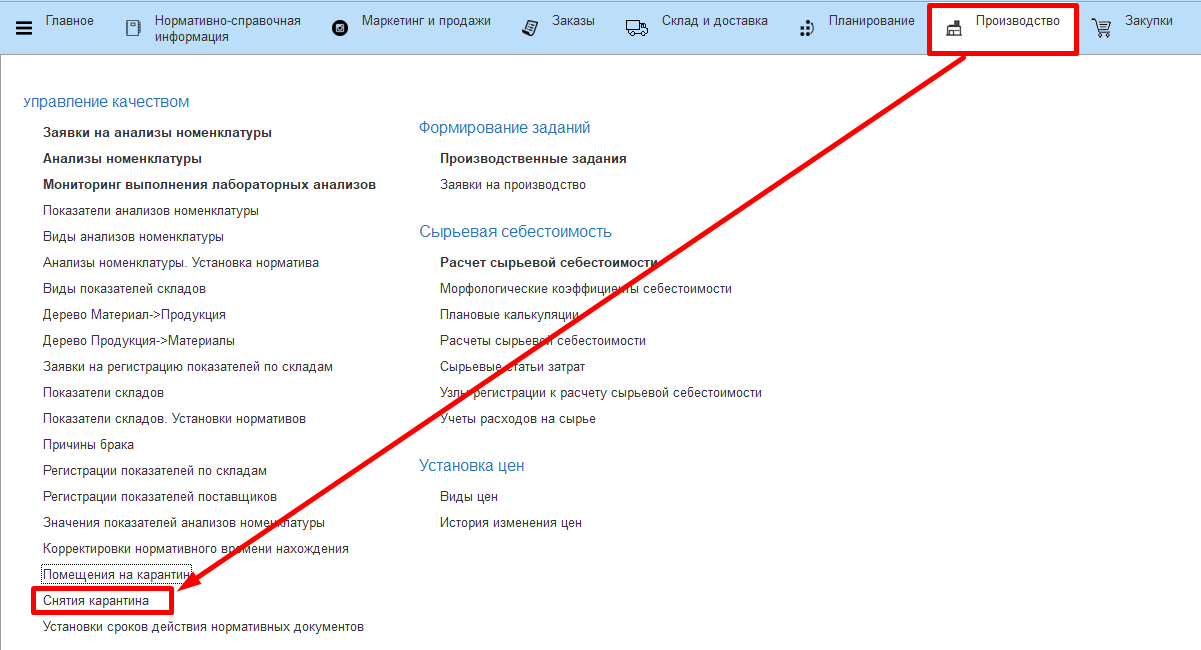 Главное
Нормативно-справочная
информация
Маркетинг и продажи
Заказы
Склад и доставка
Планирование
Производство
Закупки
Управление качеством
Заявки на анализы номенклатуры
Анализы номенклатуры
Мониторинг выполнения лабораторных анализов
Показатели анализов номенклатуры
Виды анализов номенклатуры
Анализы номенклатуры. Установка норматива
Виды показателей складов
Дерево Материал->Продукция
Дерево Продукция->Материалы
Заявки на регистрацию показателей по складам
Показатели складов
Показатели складов. Установки нормативов
Причины брака
Регистрации показателей по складам
Регистрации показателей поставщиков
Значения показателей анализов номенклатуры
Корректировки нормативного времени нахождения
Помещения на карантин
Снятия карантина
Установки сроков действия нормативных документов
Формирование заданий
Производственные задания
Заявки на производство
Сырьевая себестоимость
Расчет сырьевой себестоимости
Морфологические коэффициенты себестоимости
Плановые калькуляции
Расчеты сырьевой себестоимости
Сырьевые статьи затрат
Узлы регистрации к расчету сырьевой себестоимости
Учеты расходов на сырье
Установка цен
Виды цен
История изменения цен